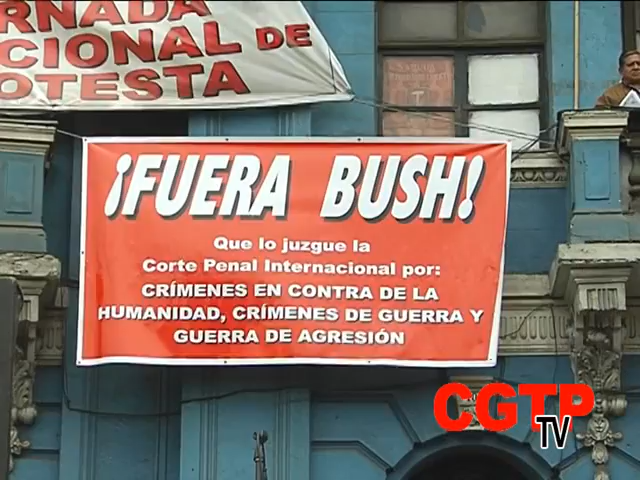 RNADA
CIONAL DE
OTESTA
¡FUERA BUSH!
Que lo juzgue la
Corte Penal Internacional por:
CRÍMENES EN CONTRA DE LA
HUMANIDAD, CRÍMENES DE GUERRA Y
GUERRA DE AGRESIÓN
CGTP
TV